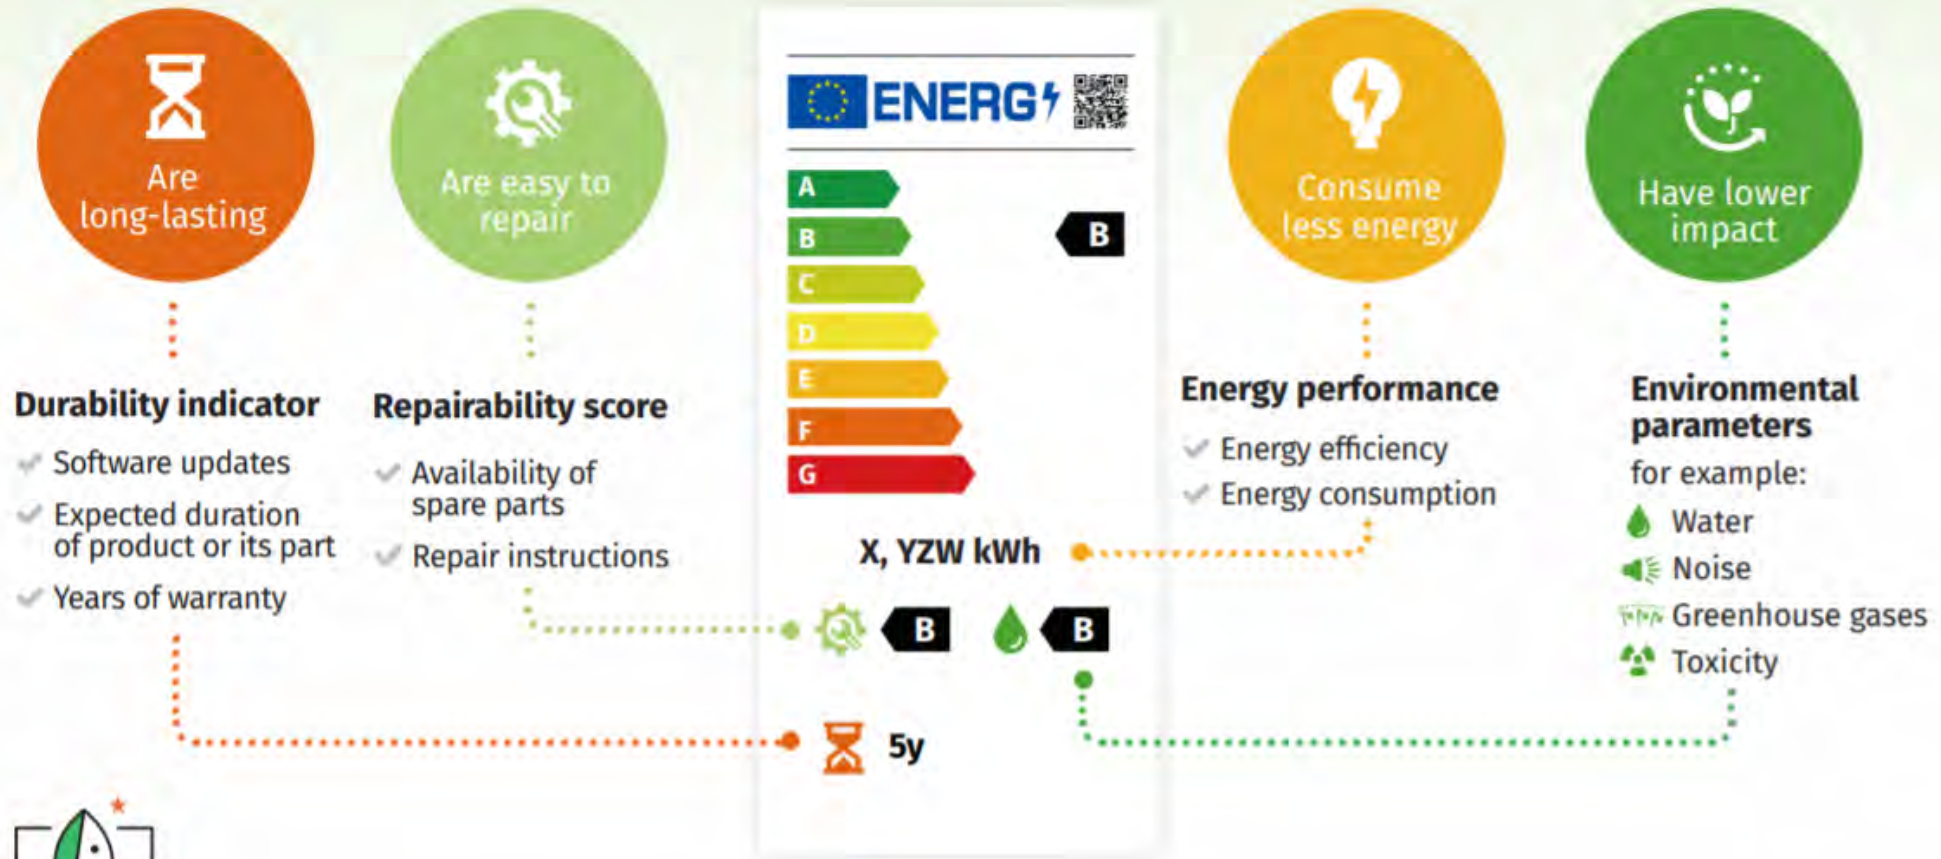 Are
long-lasting
Durability indicator
Software updates
Expected duration
of product or its part
Years of warranty
Are easy to
repair
Repairability score
Availability of
spare parts
Repair instructions
ENERG
A
B
C
D
E
F
G
B
X, YZW kWh
B
B
5y
Consume
less energy
Energy performance
Energy efficiency
Energy consumption
Have lower
impact
Environmental
parameters
for example:
Water
Noise
Greenhouse gases
Toxicity